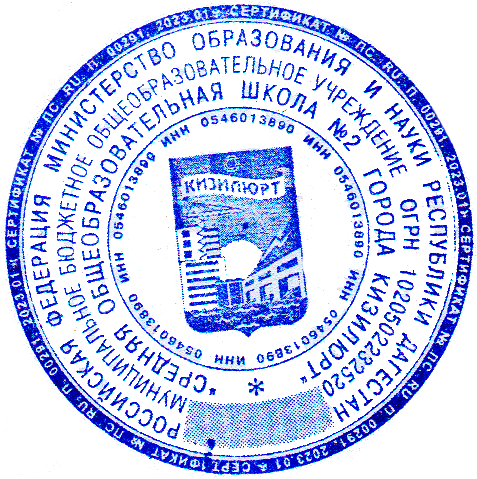 СЕРТИФИКАТ № ПС. RU. П. 00291. 2023.01 СЕРТИФИКАТ № ПС. RU. П. 00291. 2023.01 СЕРТИФИКАТ № ПС. RU. П. 00291. 2023.01 СЕРТИФИКАТ № ПС. RU. П. 00291. 2023.01
РОССИЙСКАЯ ФЕДЕРАЦИЯ МИНИСТЕРСТВО ОБРАЗОВАНИЯ И НАУКИ РЕСПУБЛИКИ ДАГЕСТАН
МУНИЦИПАЛЬНОЕ БЮДЖЕТНОЕ ОБЩЕОБРАЗОВАТЕЛЬНОЕ УЧРЕЖДЕНИЕ ОГРН 1020502232520
"СРЕДНЯЯ ОБЩЕОБРАЗОВАТЕЛЬНАЯ ШКОЛА №2 ГОРОДА КИЗИЛЮРТ" *
ИНН 0546013890 ИНН 0546013890 ИНН 0546013890 ИНН 0546013890 ИНН 0546013890
КИЗИЛЮРТ